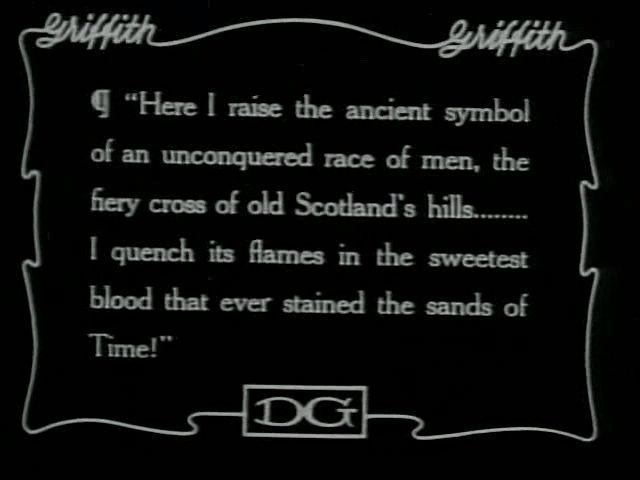 Griffith Griffith
¶ “Here I raise the ancient symbol
of an unconquered race of men, the
fiery cross of old Scotland's hills........
I quench its flames in the sweetest
blood that ever stained the sands of
Time!”
DG